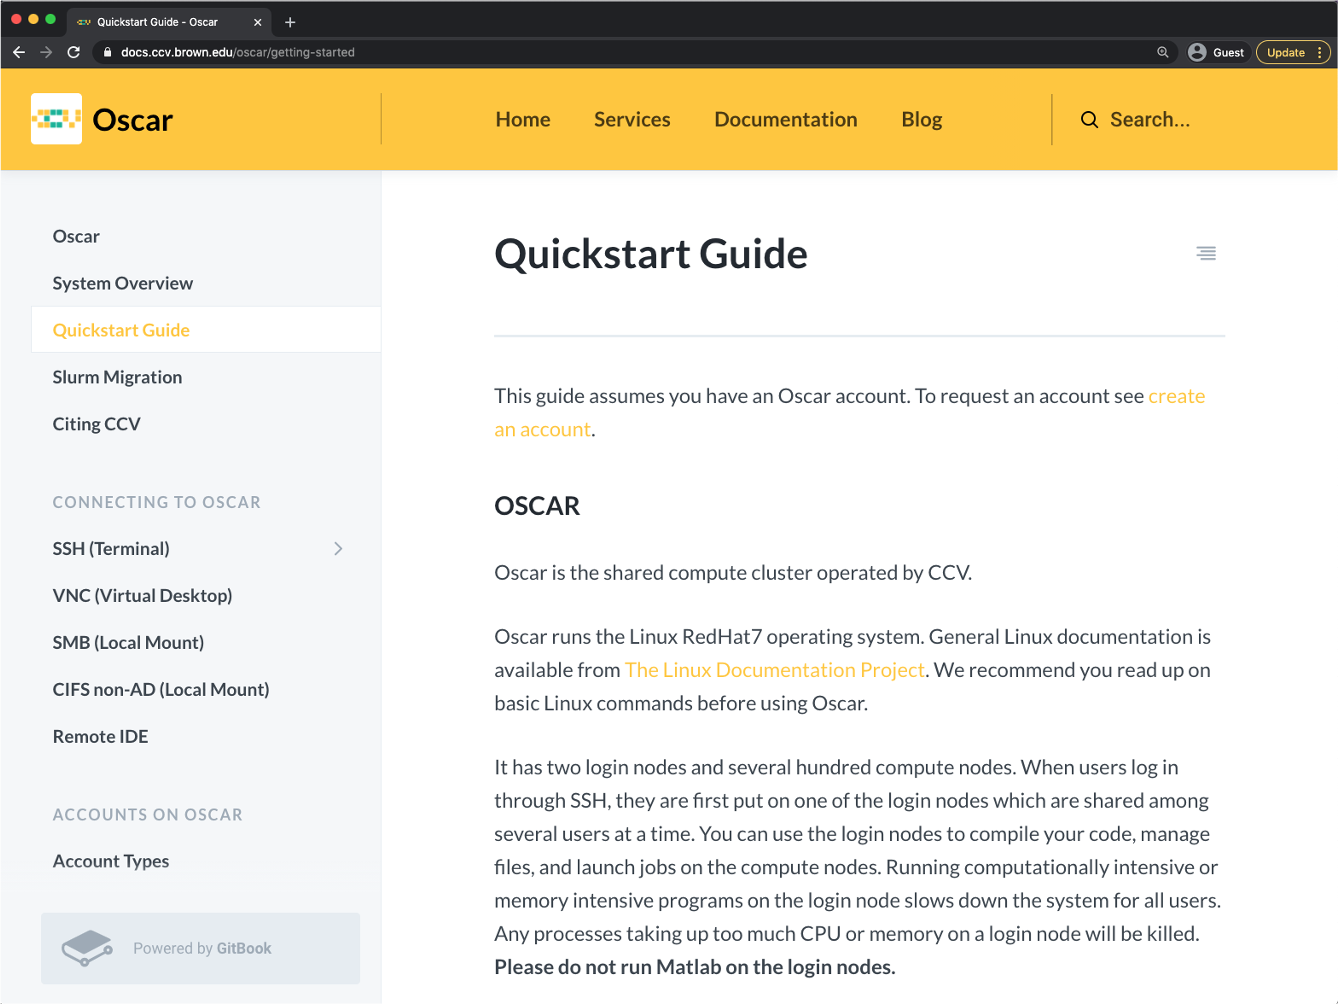 Quickstart Guide - Oscar
docs.ccv.brown.edu/oscar/getting-started
Guest
Update
Oscar
Home
Services
Documentation
Blog
Search...
Oscar
System Overview
Quickstart Guide
Slurm Migration
Citing CCV
CONNECTING TO OSCAR
SSH (Terminal)
VNC (Virtual Desktop)
SMB (Local Mount)
CIFS non-AD (Local Mount)
Remote IDE
ACCOUNTS ON OSCAR
Account Types
Powered by GitBook
Quickstart Guide
This guide assumes you have an Oscar account. To request an account see create
an account.
OSCAR
Oscar is the shared compute cluster operated by CCV.
Oscar runs the Linux RedHat7 operating system. General Linux documentation is
available from The Linux Documentation Project. We recommend you read up on
basic Linux commands before using Oscar.
It has two login nodes and several hundred compute nodes. When users log in
through SSH, they are first put on one of the login nodes which are shared among
several users at a time. You can use the login nodes to compile your code, manage
files, and launch jobs on the compute nodes. Running computationally intensive or
memory intensive programs on the login node slows down the system for all users.
Any processes taking up too much CPU or memory on a login node will be killed.
Please do not run Matlab on the login nodes.